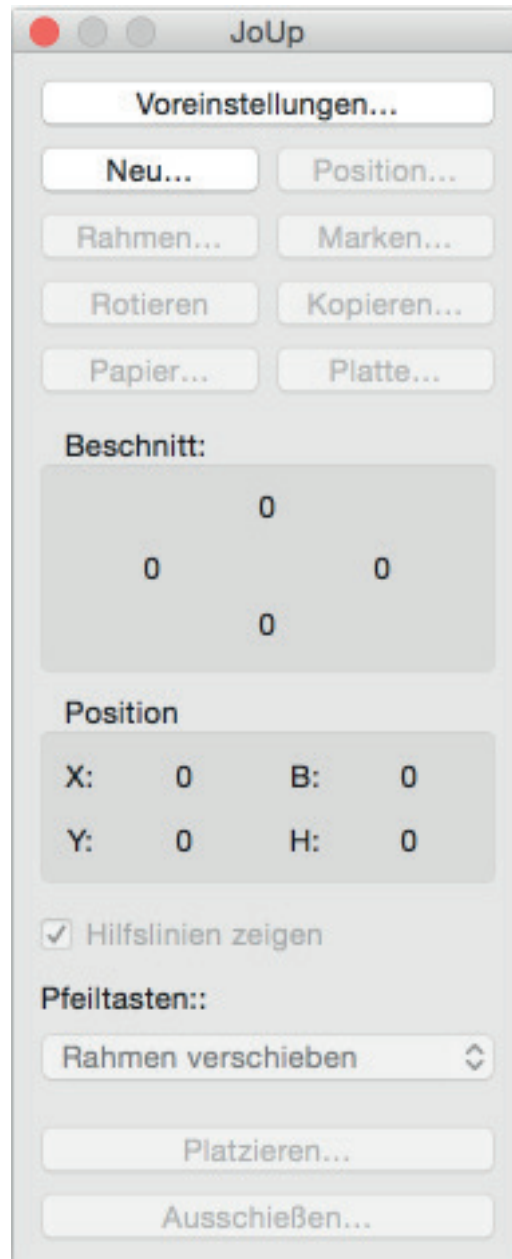 JoUp
Voreinstellungen...
Neu... Position...
Rahmen... Marken...
Rotieren Kopieren...
Papier... Platte...
Beschnitt:
0
0 0
0
Position
X: 0 B: 0
Y: 0 H: 0
Hilfslinien zeigen
Pfeiltasten::
Rahmen verschieben
Platzieren...
Ausschießen...